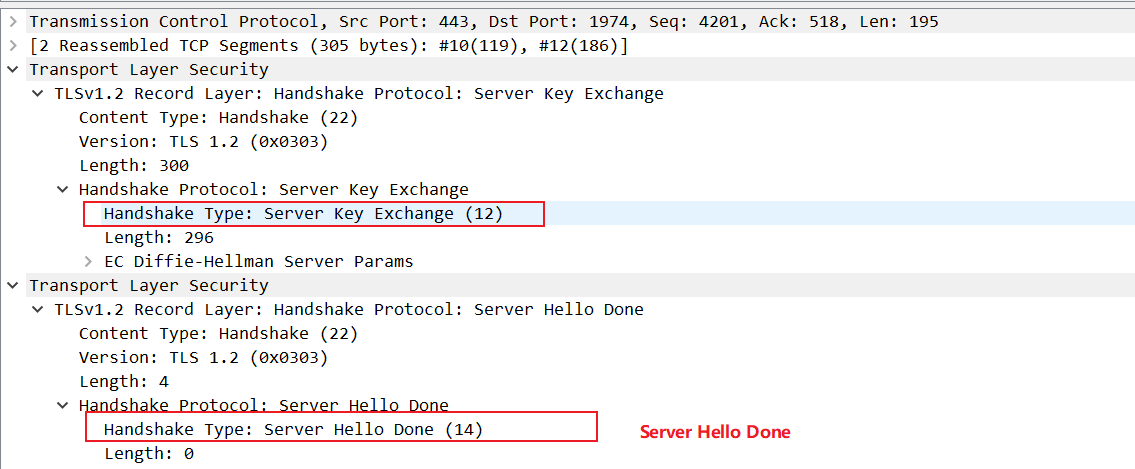 Transmission Control Protocol, Src Port: 443, Dst Port: 1974, Seq: 4201, Ack: 518, Len: 195
[2 Reassembled TCP Segments (305 bytes): #10(119), #12(186)]
Transport Layer Security
TLSv1.2 Record Layer: Handshake Protocol: Server Key Exchange
Content Type: Handshake (22)
Version: TLS 1.2 (0x0303)
Length: 300
Handshake Protocol: Server Key Exchange
Handshake Type: Server Key Exchange (12)
Length: 296
EC Diffie-Hellman Server Params
Transport Layer Security
TLSv1.2 Record Layer: Handshake Protocol: Server Hello Done
Content Type: Handshake (22)
Version: TLS 1.2 (0x0303)
Length: 4
Handshake Protocol: Server Hello Done
Handshake Type: Server Hello Done (14) Server Hello Done
Length: 0